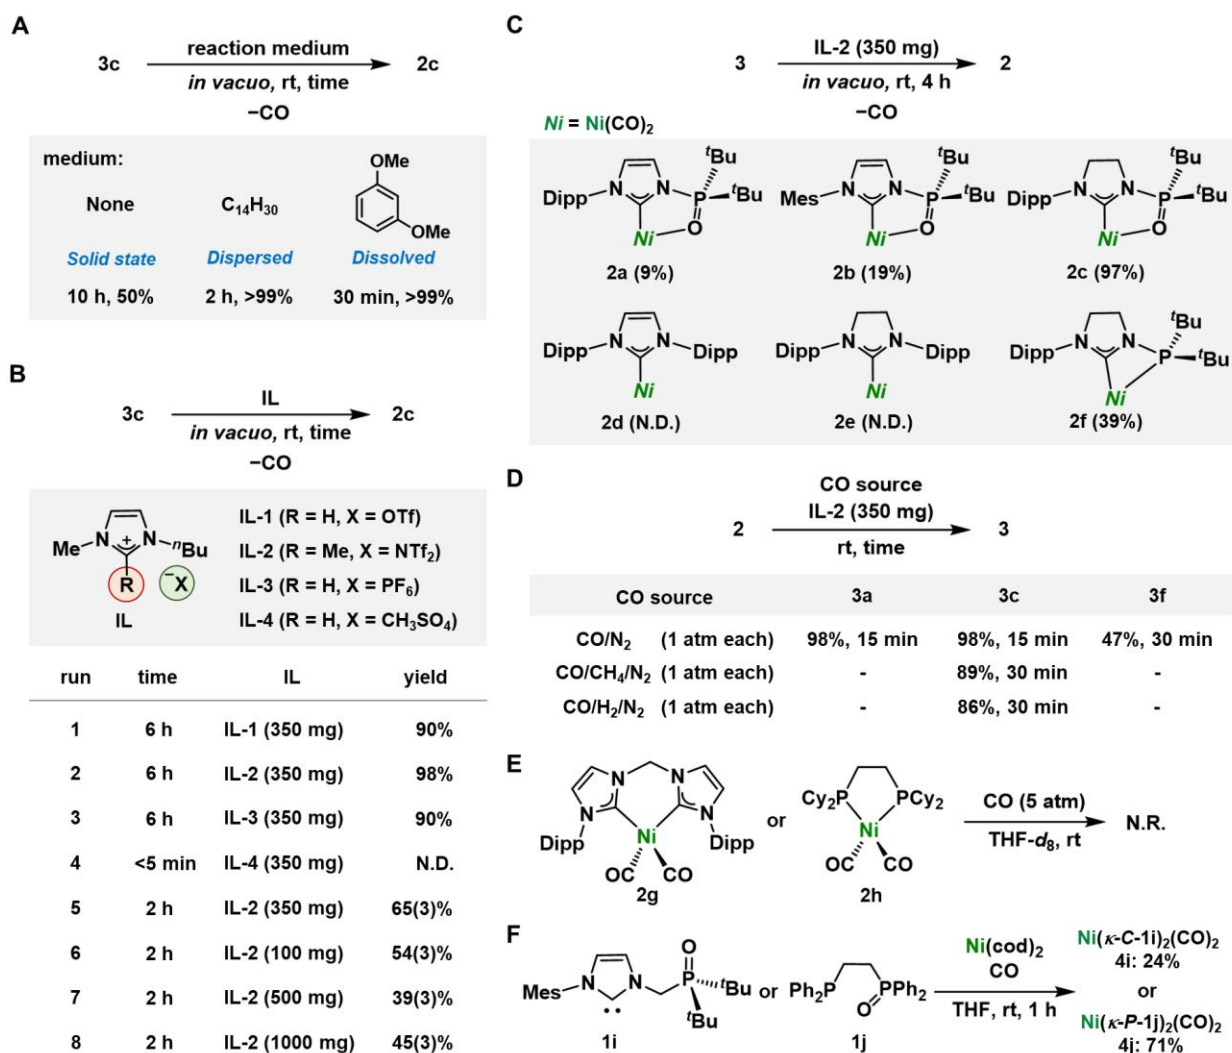 A
3c
reaction medium
in vacuo, rt, time
−CO
2c
medium:
None
C14H30
OMe
OMe
Solid state
Dispersed
Dissolved
10 h, 50%
2 h, >99%
30 min, >99%
B
3c
IL
in vacuo, rt, time
−CO
2c
Me
N
+
N
nBu
R
−X
IL
IL-1 (R = H, X = OTf)
IL-2 (R = Me, X = NTf2)
IL-3 (R = H, X = PF6)
IL-4 (R = H, X = CH3SO4)
run time IL yield
1 6 h IL-1 (350 mg) 90%
2 6 h IL-2 (350 mg) 98%
3 6 h IL-3 (350 mg) 90%
4 <5 min IL-4 (350 mg) N.D.
5 2 h IL-2 (350 mg) 65(3)%
6 2 h IL-2 (100 mg) 54(3)%
7 2 h IL-2 (500 mg) 39(3)%
8 2 h IL-2 (1000 mg) 45(3)%
C
3
IL-2 (350 mg)
in vacuo, rt, 4 h
−CO
2
Ni = Ni(CO)2
Dipp N N P tBu tBu O Ni
2a (9%)
Mes N N P tBu tBu O Ni
2b (19%)
Dipp N N P tBu tBu O Ni
2c (97%)
Dipp N N Dipp Ni
2d (N.D.)
Dipp N N Dipp Ni
2e (N.D.)
Dipp N N P tBu tBu Ni
2f (39%)
D
2
CO source
IL-2 (350 mg)
rt, time
3
CO source 3a 3c 3f
CO/N2 (1 atm each) 98%, 15 min 98%, 15 min 47%, 30 min
CO/CH4/N2 (1 atm each) - 89%, 30 min -
CO/H2/N2 (1 atm each) - 86%, 30 min -
E
N N
N N
Dipp Ni Dipp
OC CO
2g
or
Cy2P PCy2
Ni
OC CO
2h
CO (5 atm)
THF-d8, rt
N.R.
F
Mes N N P O tBu tBu
1i
or
Ph2P PPh2
O
1j
Ni(cod)2
CO
THF, rt, 1 h
Ni(κ-C-1i)2(CO)2
4i: 24%
or
Ni(κ-P-1j)2(CO)2
4j: 71%